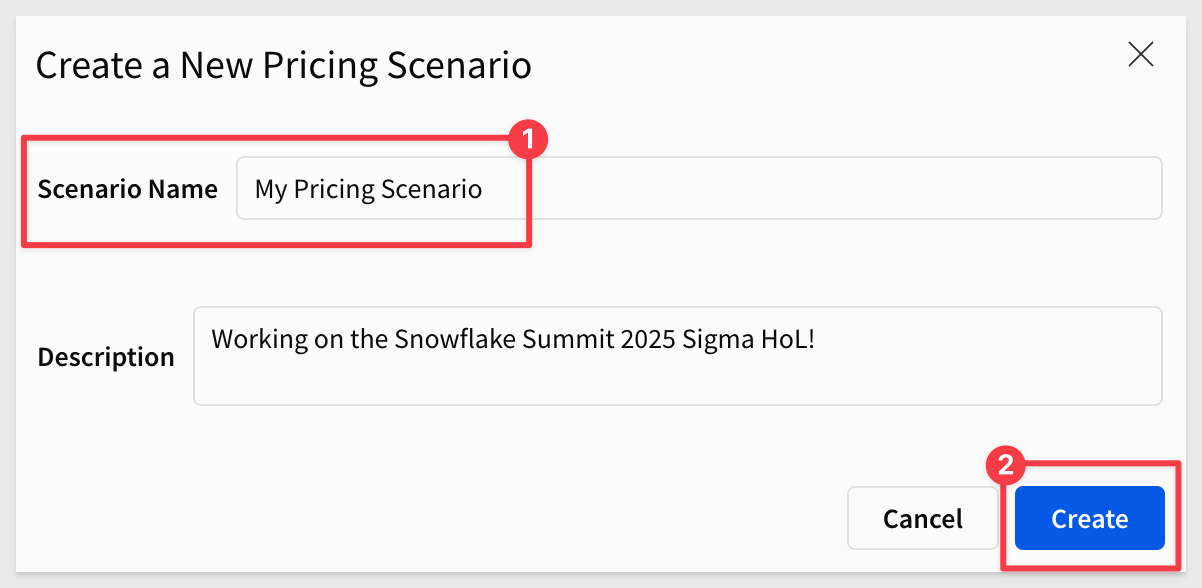 Create a New Pricing Scenario
1
Scenario Name My Pricing Scenario
Description Working on the Snowflake Summit 2025 Sigma HoL!
2
Cancel Create